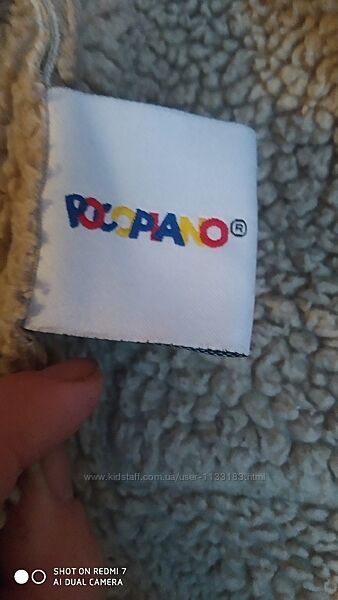 POCOPIANO®
www.kidstaff.com.ua/user-1133183.html
SHOT ON REDMI 7
AI DUAL CAMERA